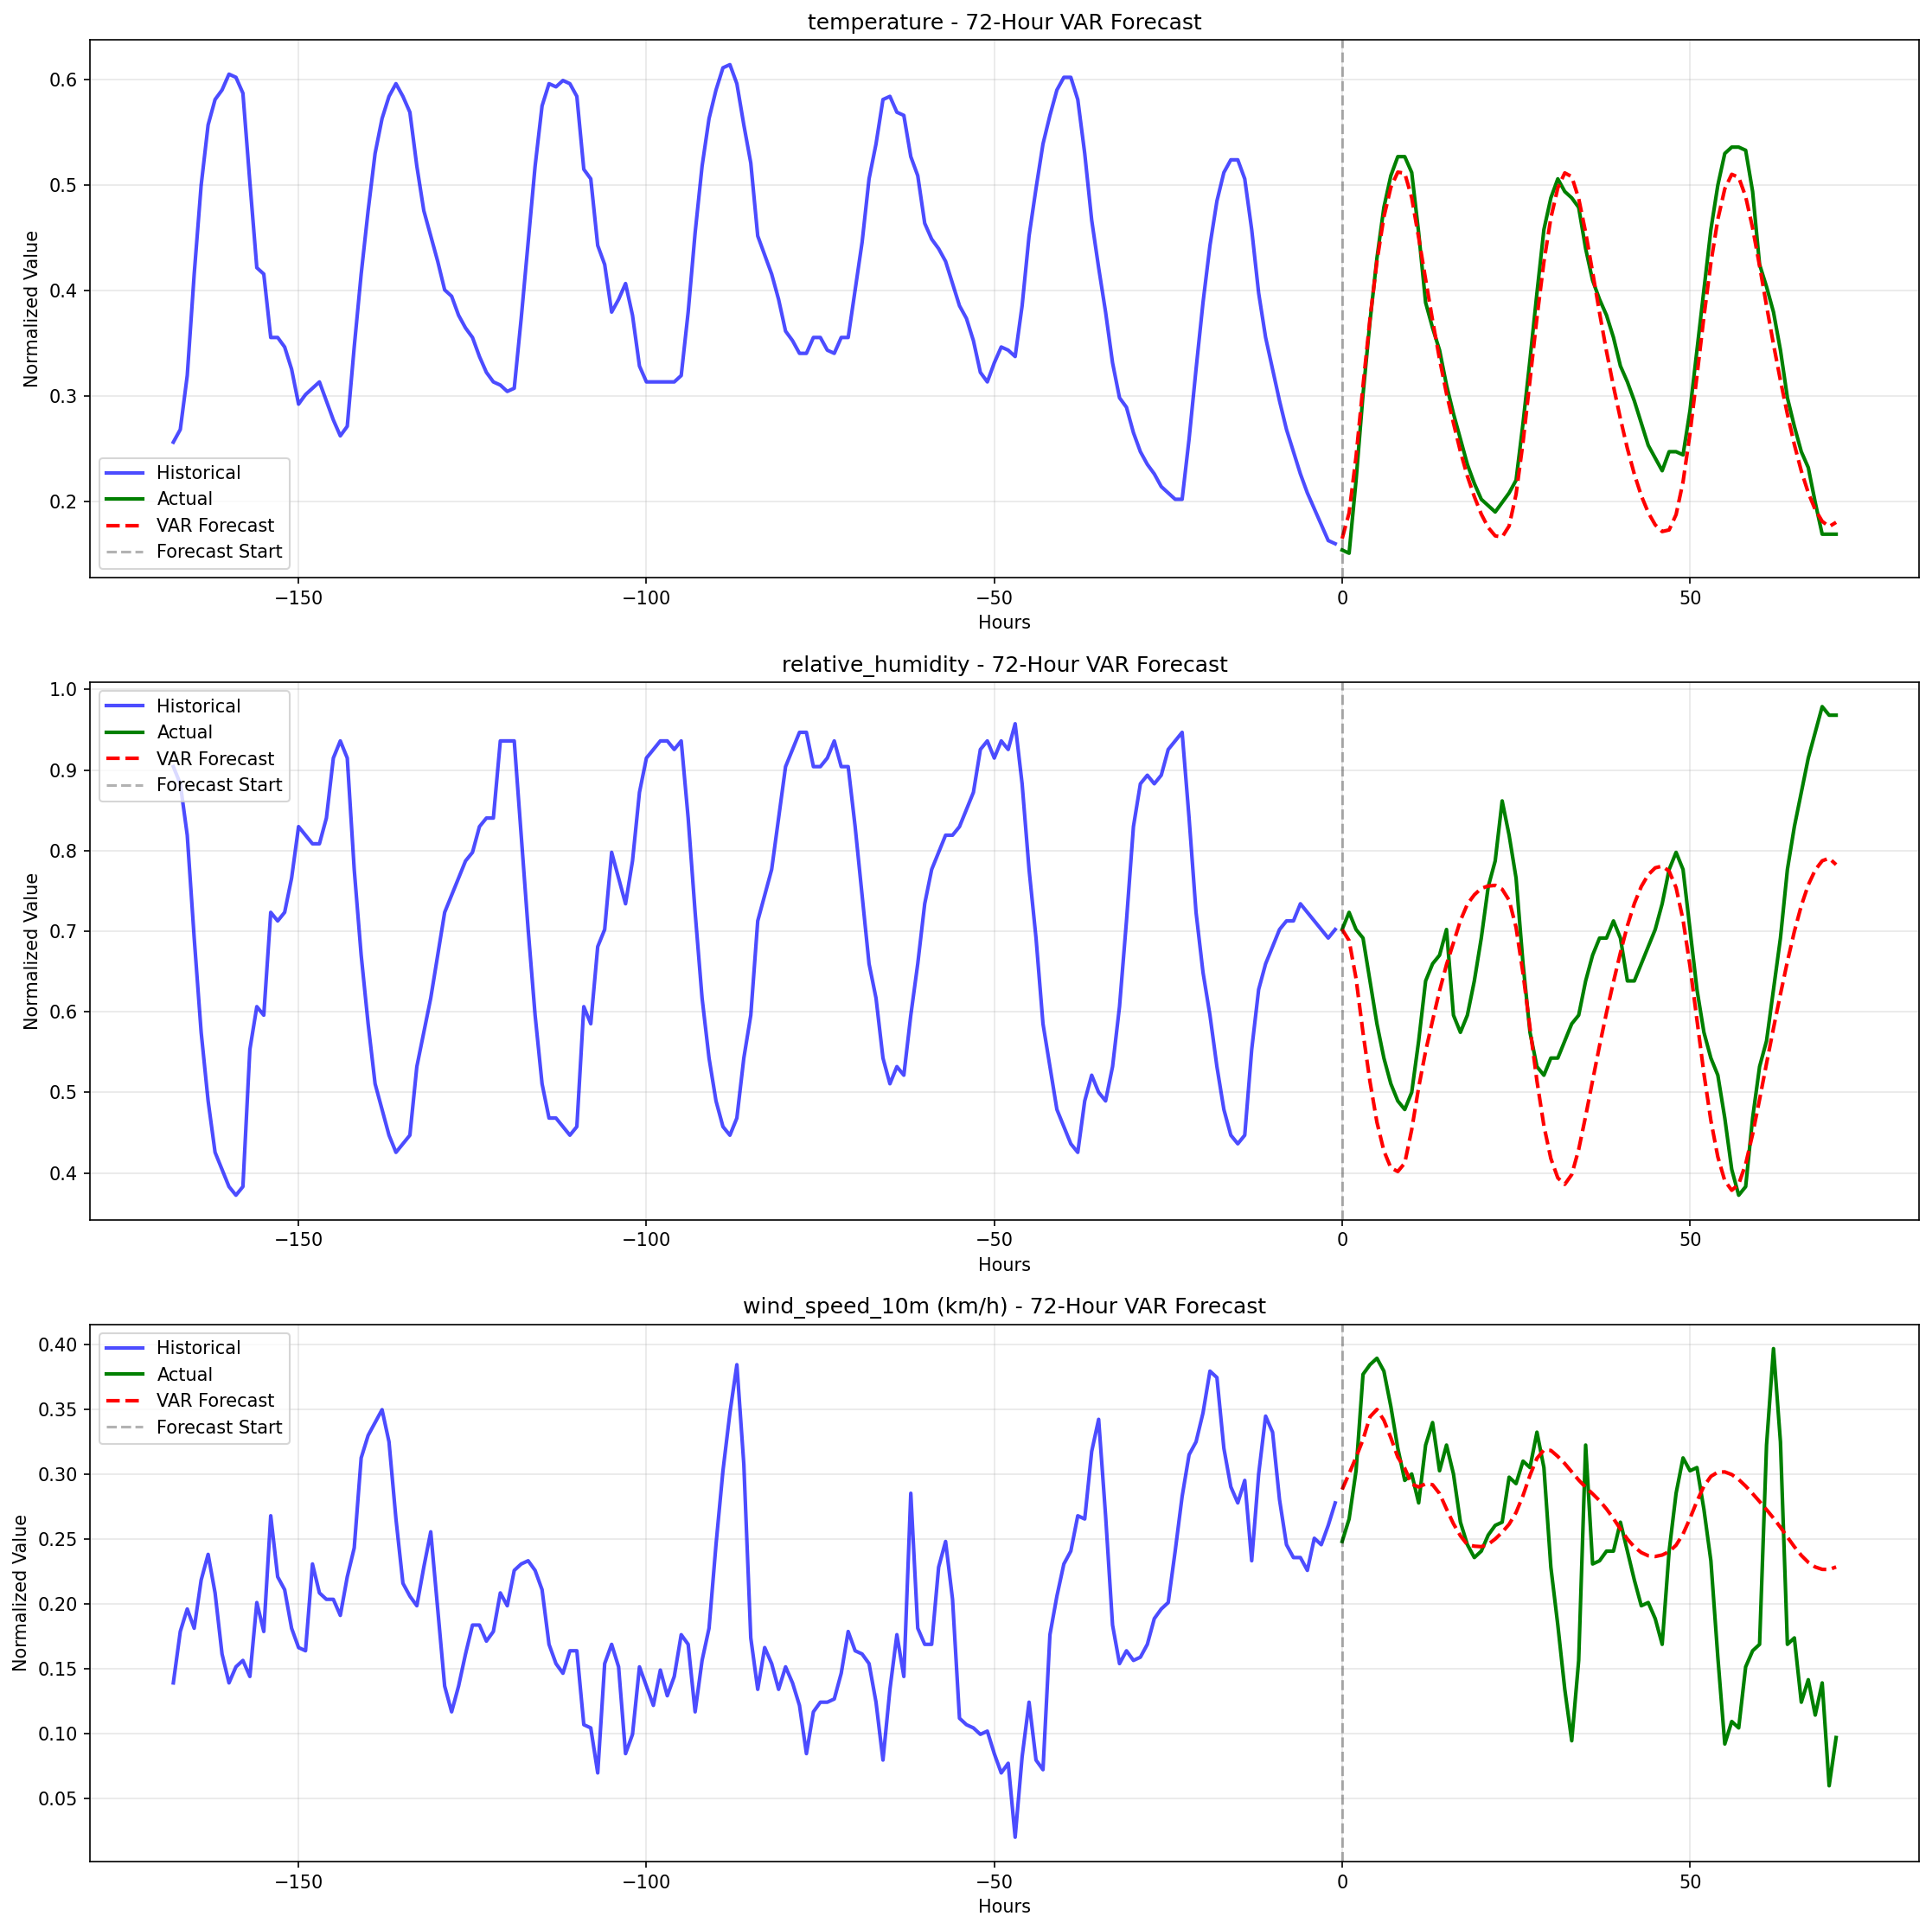 temperature - 72-Hour VAR Forecast
Normalized Value
0.6
0.5
0.4
0.3
0.2
Historical
Actual
VAR Forecast
Forecast Start
−150 −100 −50 0 50
Hours
relative_humidity - 72-Hour VAR Forecast
Normalized Value
1.0
0.9
0.8
0.7
0.6
0.5
0.4
Historical
Actual
VAR Forecast
Forecast Start
−150 −100 −50 0 50
Hours
wind_speed_10m (km/h) - 72-Hour VAR Forecast
Normalized Value
0.40
0.35
0.30
0.25
0.20
0.15
0.10
0.05
Historical
Actual
VAR Forecast
Forecast Start
−150 −100 −50 0 50
Hours